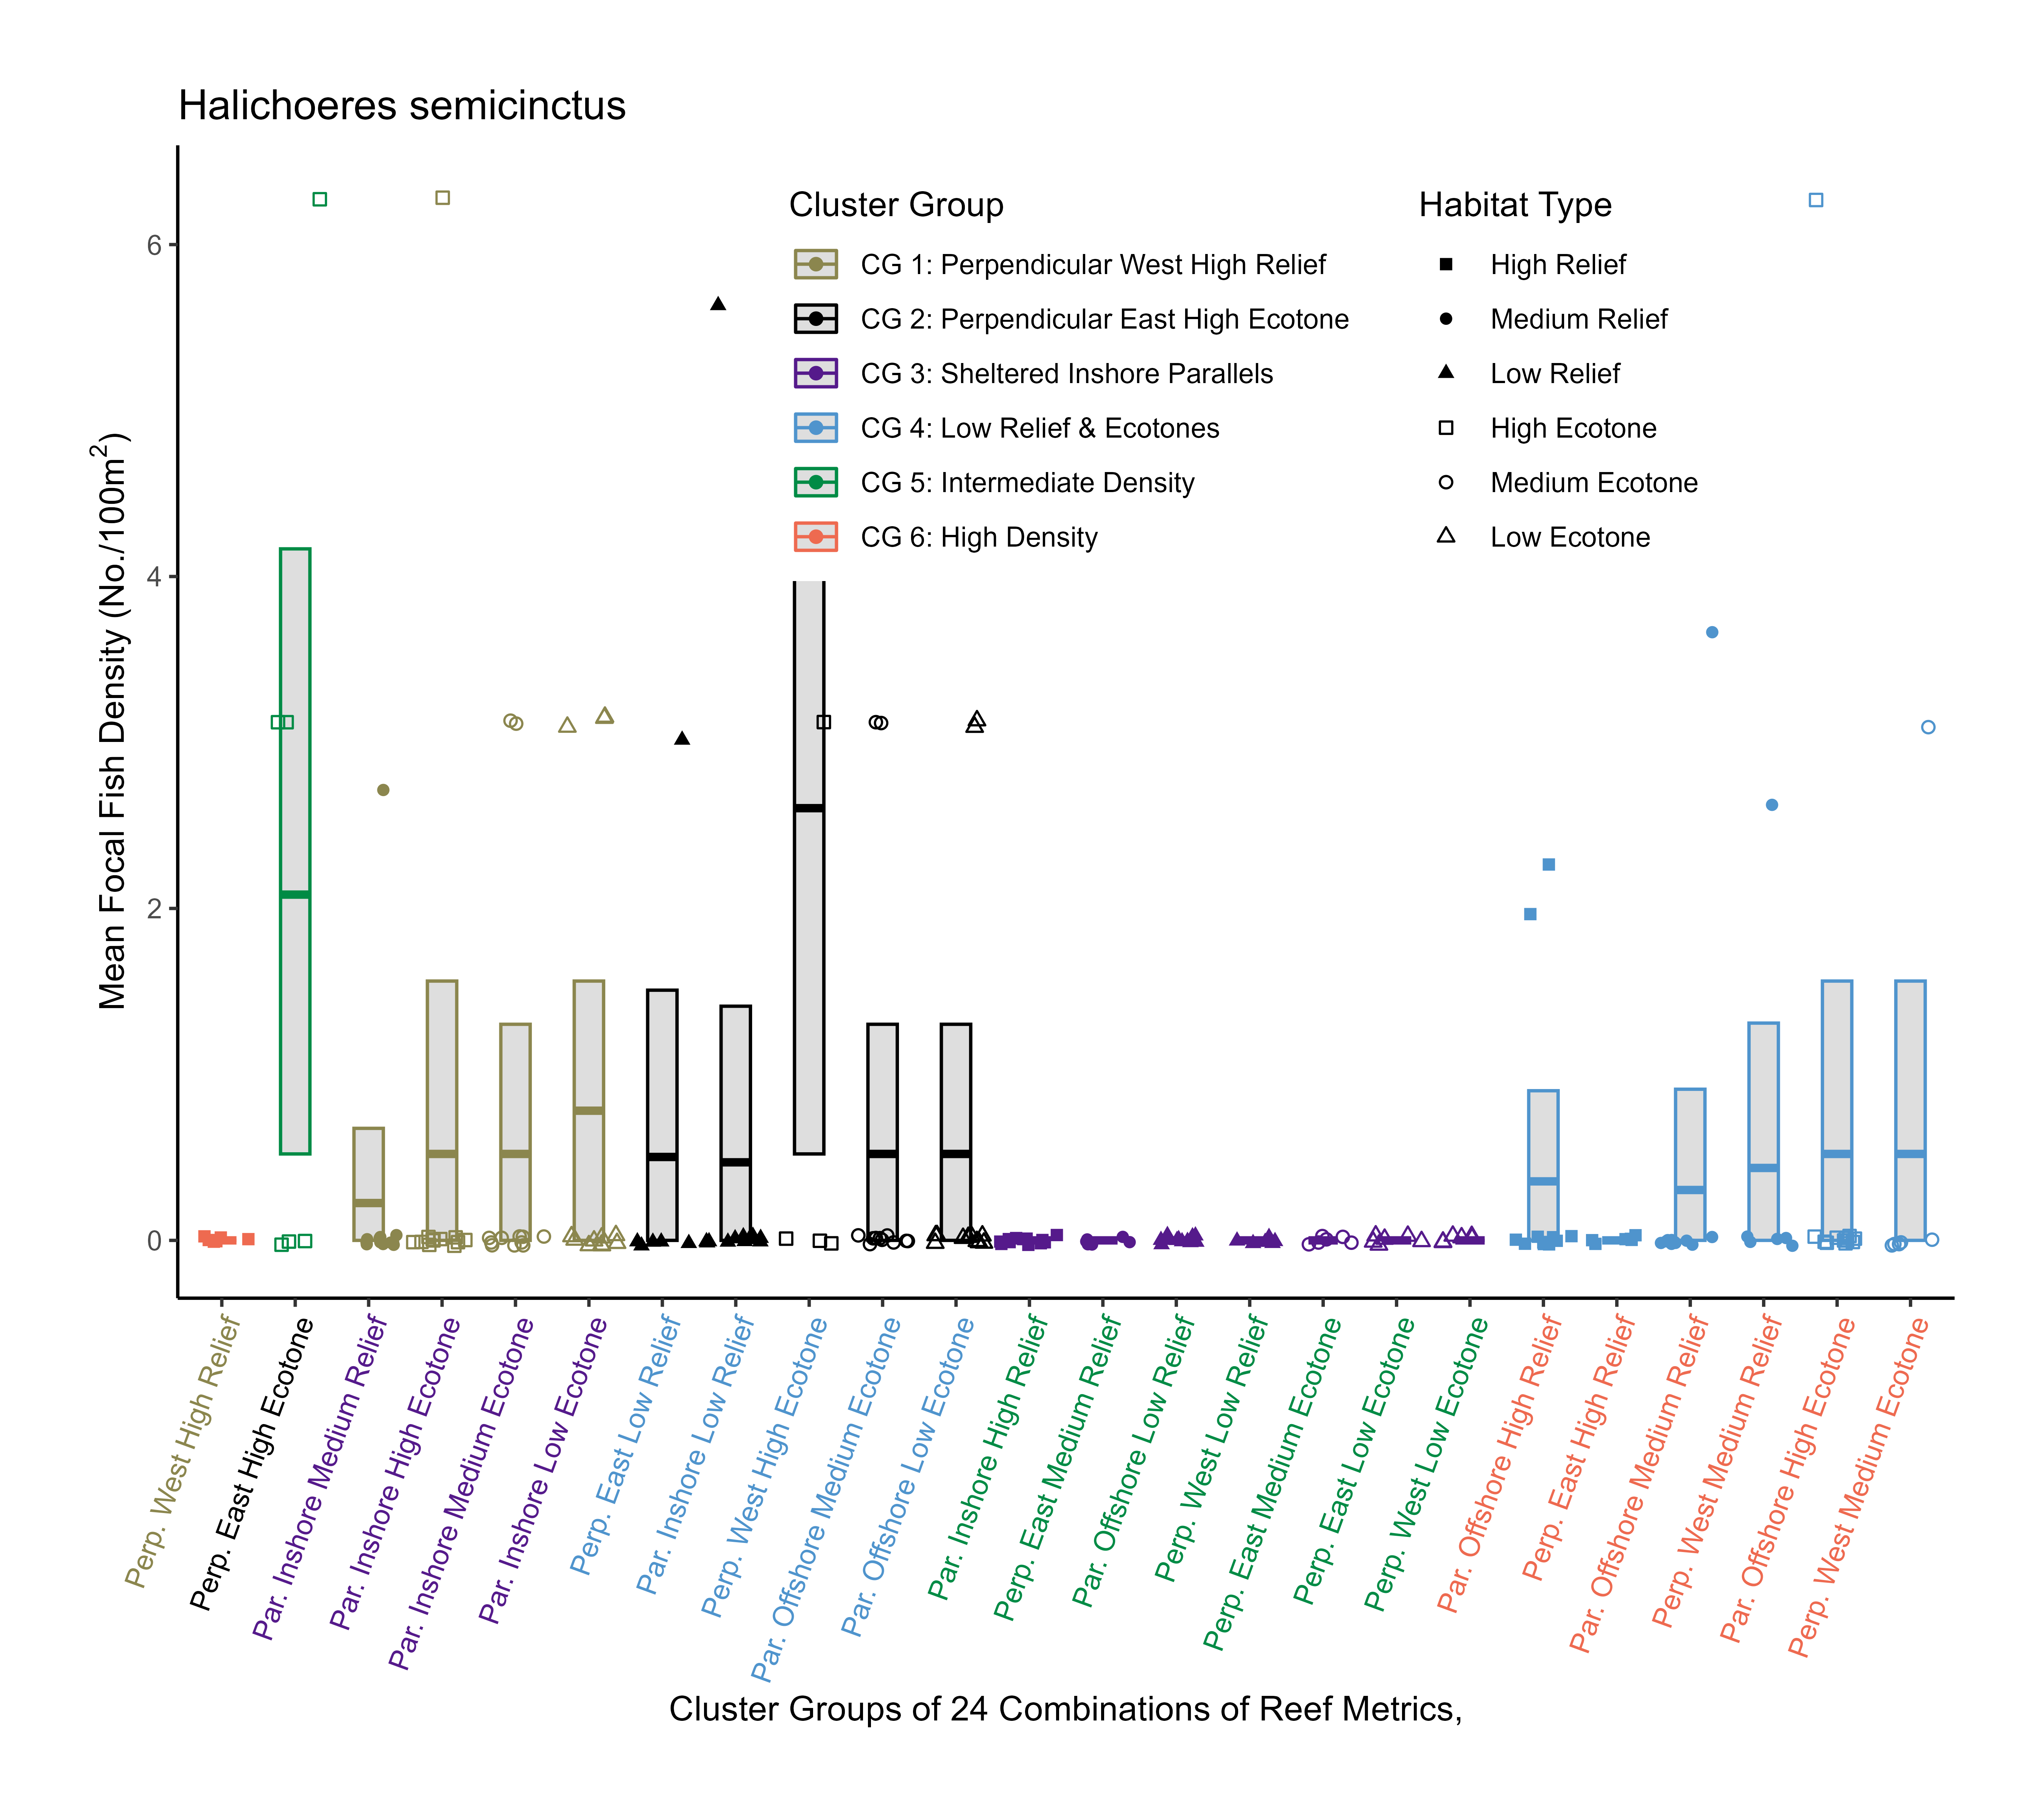 Halichoeres semicinctus
Mean Focal Fish Density (No./100m²)
6
4
2
0
Cluster Group
CG 1: Perpendicular West High Relief
CG 2: Perpendicular East High Ecotone
CG 3: Sheltered Inshore Parallels
CG 4: Low Relief & Ecotones
CG 5: Intermediate Density
CG 6: High Density
Habitat Type
High Relief
Medium Relief
Low Relief
High Ecotone
Medium Ecotone
Low Ecotone
Perp. West High Relief
Perp. East High Ecotone
Par. Inshore Medium Relief
Par. Inshore High Ecotone
Par. Inshore Medium Ecotone
Par. Inshore Low Ecotone
Perp. East Low Relief
Par. Inshore Low Relief
Perp. West High Ecotone
Par. Offshore Medium Ecotone
Par. Offshore Low Ecotone
Par. Inshore High Relief
Perp. East Medium Relief
Par. Offshore Low Relief
Perp. West Low Relief
Perp. East Medium Ecotone
Perp. East Low Ecotone
Perp. West Low Ecotone
Par. Offshore High Relief
Perp. East High Relief
Par. Offshore Medium Relief
Perp. West Medium Relief
Par. Offshore High Ecotone
Perp. West Medium Ecotone
Cluster Groups of 24 Combinations of Reef Metrics,